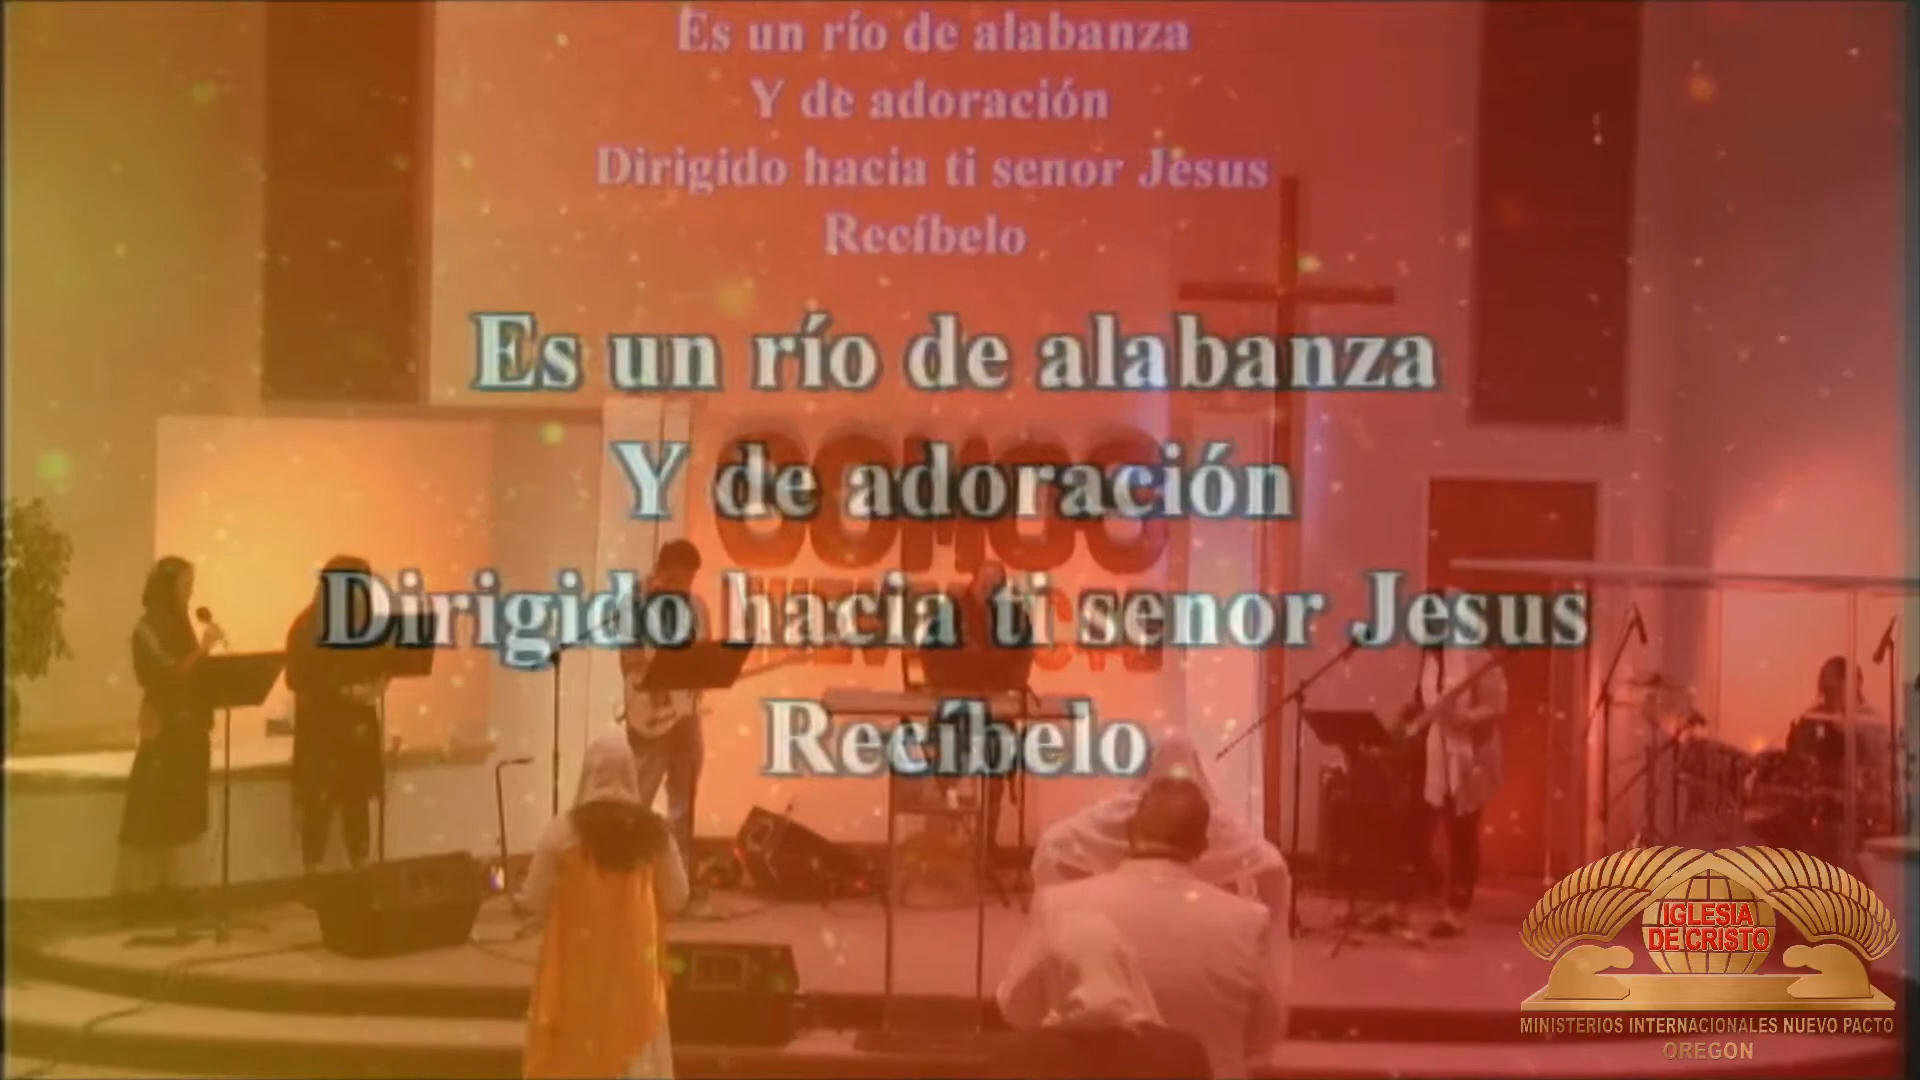 Es un río de alabanza
Y de adoración
Dirigido hacia ti senor Jesus
Recíbelo
Es un río de alabanza
Y de adoración
Dirigido hacia ti senor Jesus
Recíbelo
IGLESIA
DE CRISTO
MINISTERIOS INTERNACIONALES NUEVO PACTO
OREGON